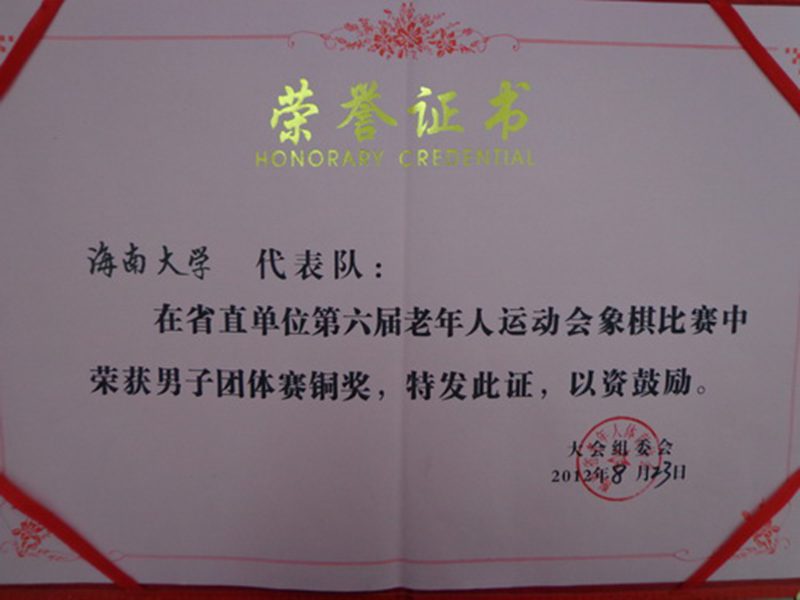 荣誉证书
HONORARY CREDENTIAL
海南大学 代表队：
在省直单位第六届老年人运动会象棋比赛中
荣获男子团体赛铜奖，特发此证，以资鼓励。
大会组委会
2012年8月23日